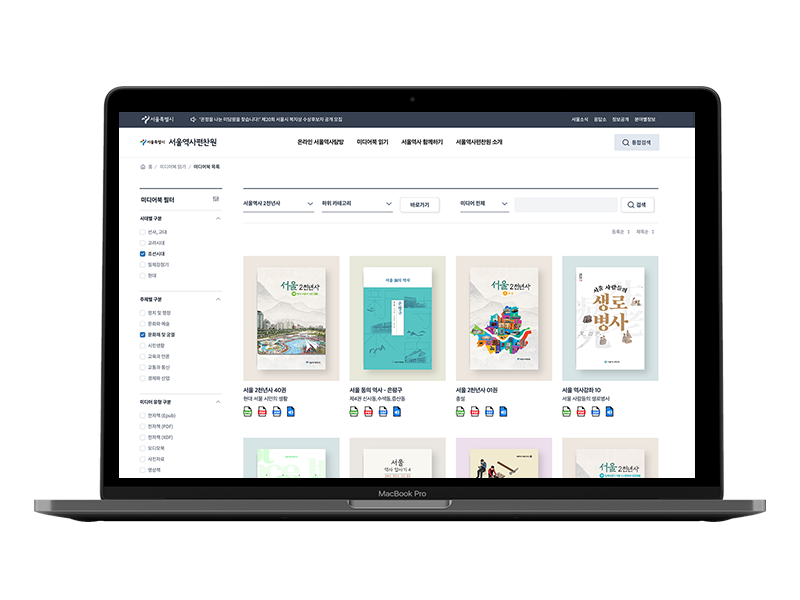 서울특별시
"온정을 나눈 미담꾼을 찾습니다!" 제20회 서울시 복지상 수상후보자 공개 모집
서울소식 응답소 정보공개 분야별정보
서울특별시 서울역사편찬원
온라인 서울역사탐방 미디어북 읽기 서울역사 함께하기 서울역사편찬원 소개
통합검색
홈 / 미디어북 읽기 / 미디어북 목록
미디어북 필터
시대별 구분
선사, 고대
고려시대
조선시대
일제강점기
현대
주제별 구분
정치 및 행정
문화와 예술
문화재 및 궁궐
시민생활
교육과 언론
교통과 통신
경제와 산업
미디어 유형 구분
전자책 (Epub)
전자책 (PDF)
전자책 (XDF)
오디오북
사진자료
영상책
서울역사 2천년사 하위 카테고리 바로가기 미디어 전체 검색
등록순 제목순
서울 2천년사
서울 洞의 역사
은평구
서울 2천년사
서울 사람들의
생로병사
서울 2천년사 40권
현대 서울 시민의 생활
서울 동의 역사 - 은평구
제4권 신사동,수색동,증산동
서울 2천년사 01권
총설
서울 역사강좌 10
서울 사람들의 생로병사
서울
역사 답사기 4
서울 2천년사
MacBook Pro